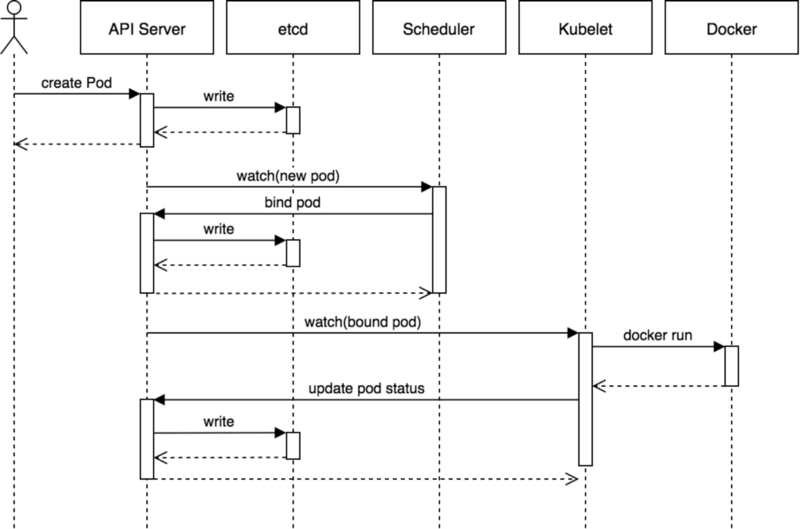 API Server
etcd
Scheduler
Kubelet
Docker
create Pod
write
watch(new pod)
bind pod
write
watch(bound pod)
docker run
update pod status
write